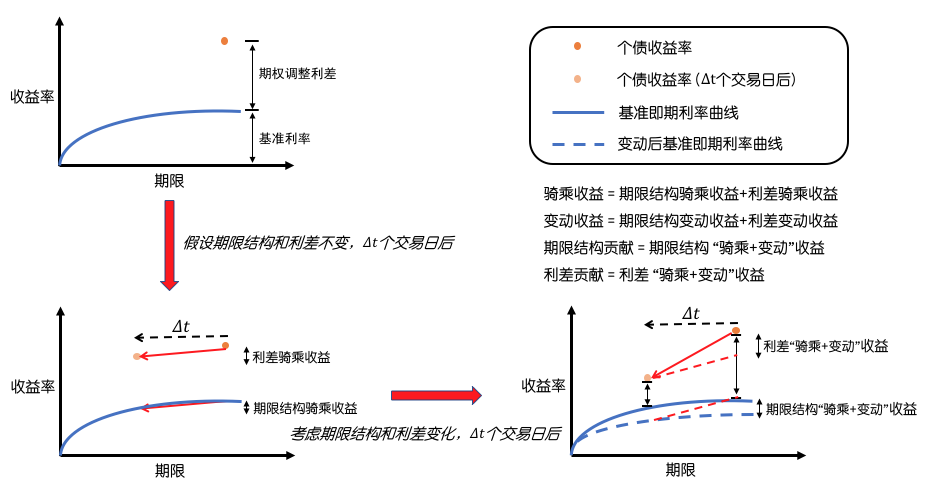 收益率
期权调整利差
基准利率
期限
个债收益率
个债收益率（Δt个交易日后）
基准即期利率曲线
变动后基准即期利率曲线
骑乘收益 = 期限结构骑乘收益+利差骑乘收益
变动收益 = 期限结构变动收益+利差变动收益
期限结构贡献 = 期限结构 “骑乘+变动”收益
利差贡献 = 利差 “骑乘+变动”收益
假设期限结构和利差不变，Δt个交易日后
Δt
利差骑乘收益
收益率
期限结构骑乘收益
期限
考虑期限结构和利差变化，Δt个交易日后
Δt
利差“骑乘+变动”收益
收益率
期限结构“骑乘+变动”收益
期限